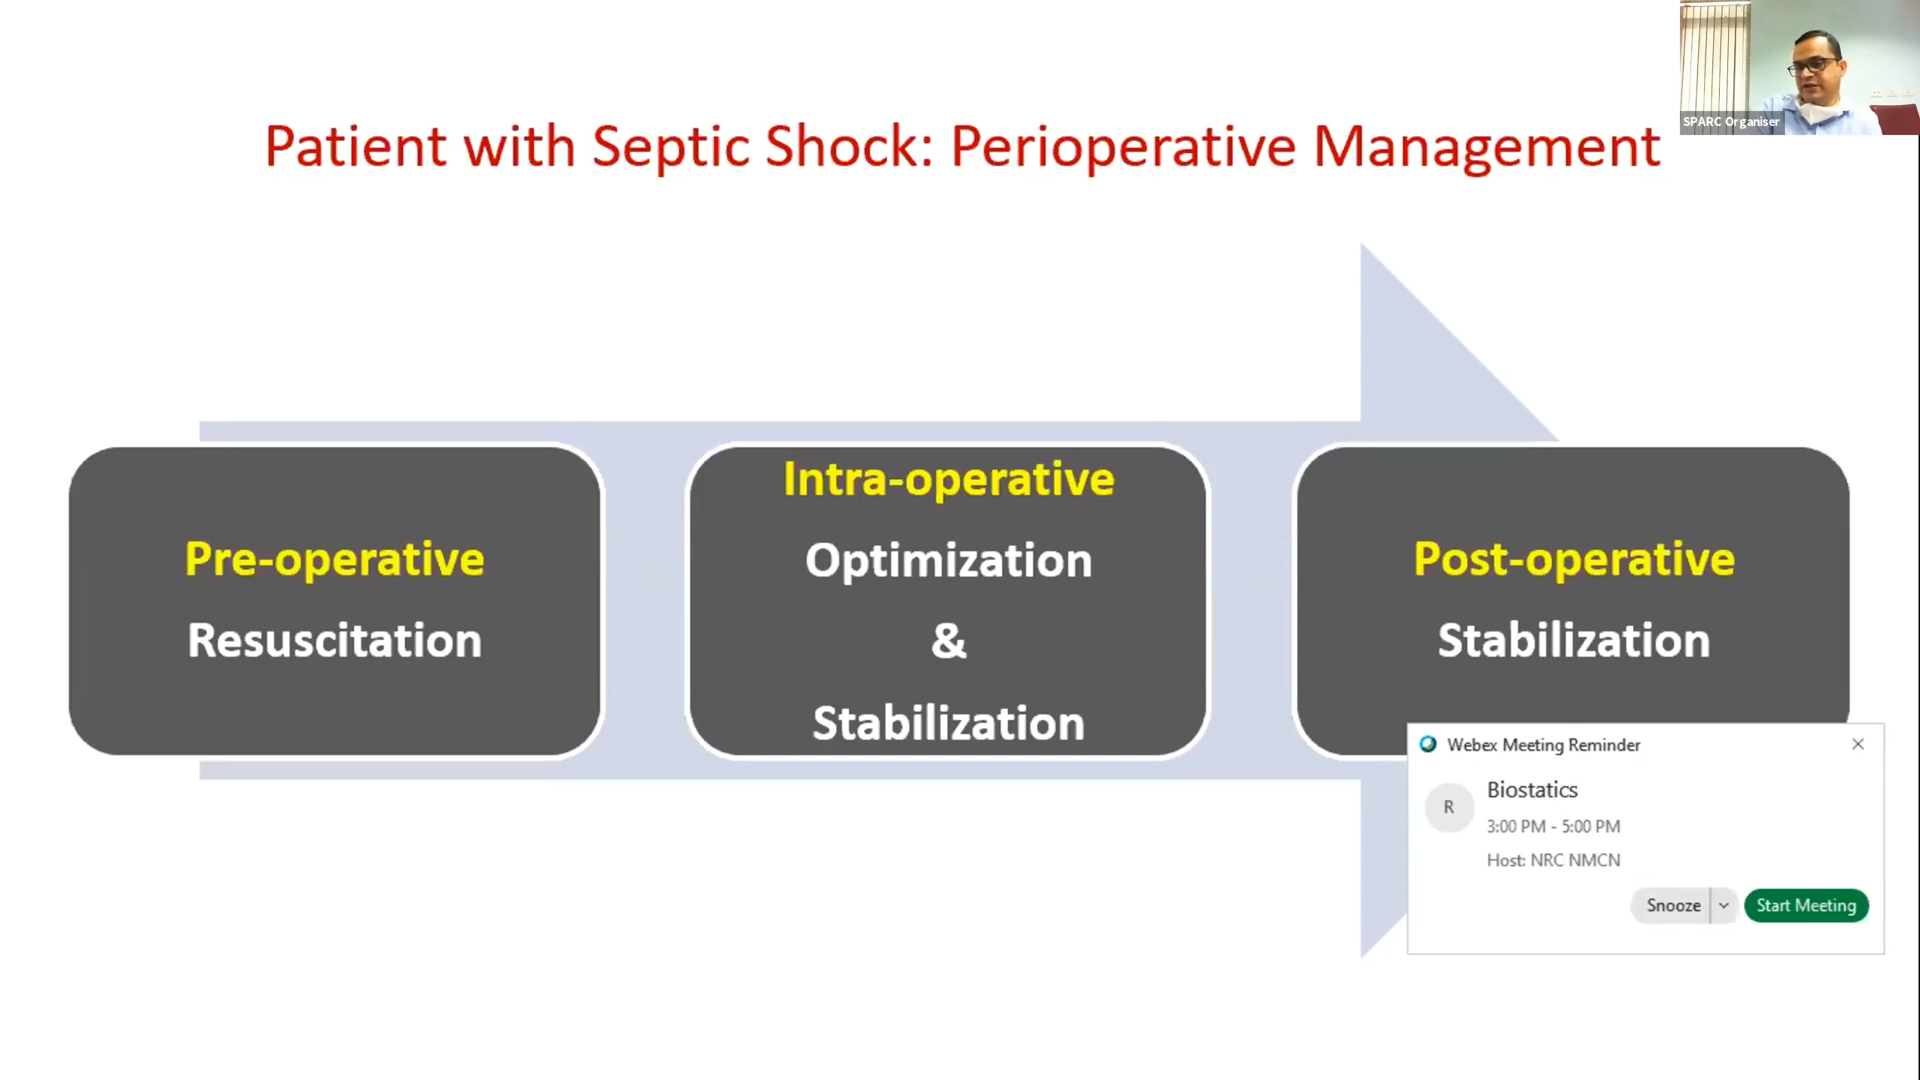 SPARC Organiser
Patient with Septic Shock: Perioperative Management
Pre-operative
Resuscitation
Intra-operative
Optimization
&
Stabilization
Post-operative
Stabilization
Webex Meeting Reminder
R
Biostatics
3:00 PM - 5:00 PM
Host: NRC NMCN
Snooze
Start Meeting